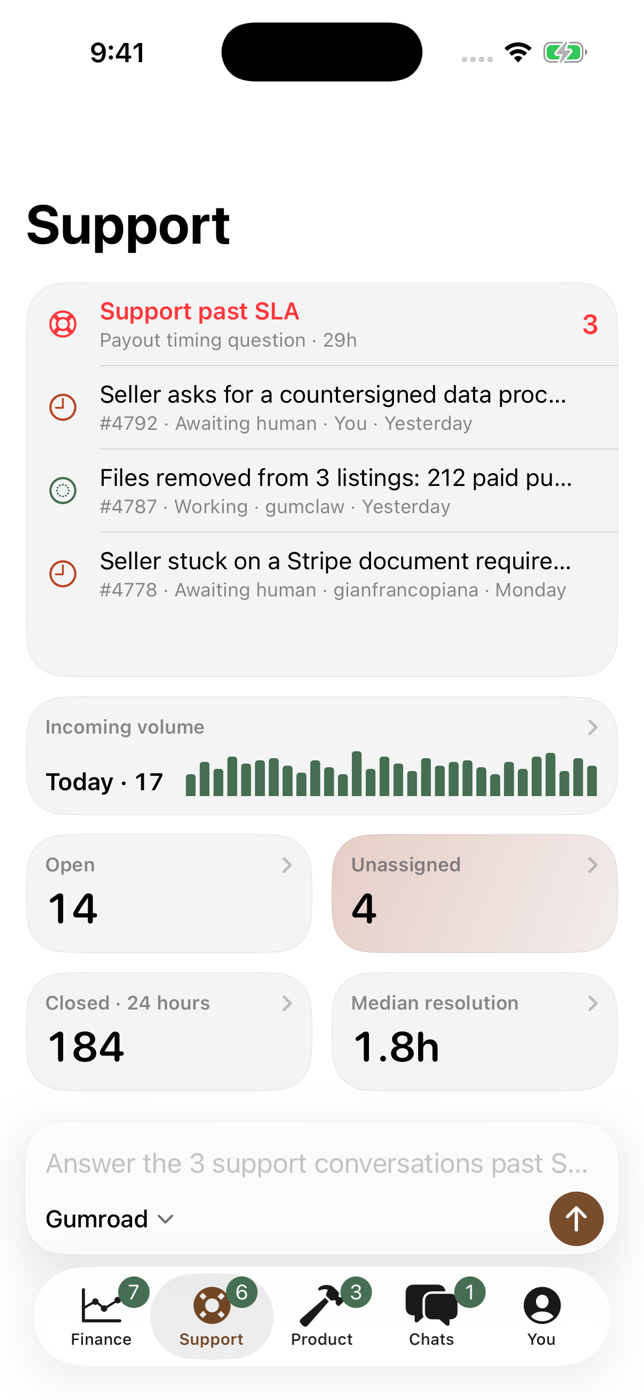 9:41
Support
Support past SLA
3
Payout timing question · 29h
Seller asks for a countersigned data proc...
#4792 · Awaiting human · You · Yesterday
Files removed from 3 listings: 212 paid pu...
#4787 · Working · gumclaw · Yesterday
Seller stuck on a Stripe document require...
#4778 · Awaiting human · gianfrancopiana · Monday
Incoming volume
Today · 17
Open
14
Unassigned
4
Closed · 24 hours
184
Median resolution
1.8h
Answer the 3 support conversations past S...
Gumroad
7
6
3
1
Finance
Support
Product
Chats
You